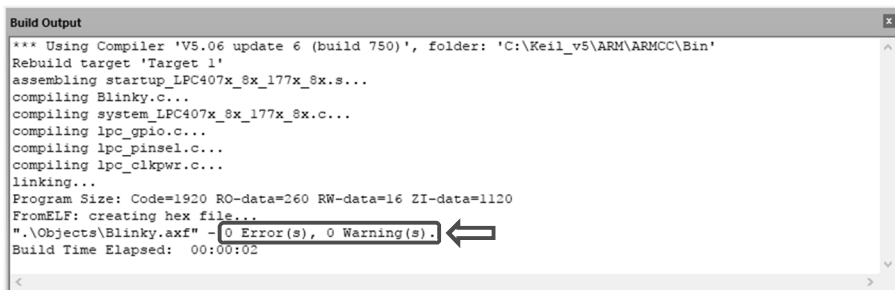 Build Output
*** Using Compiler 'V5.06 update 6 (build 750)', folder: 'C:\Keil_v5\ARM\ARMCC\Bin'
Rebuild target 'Target 1'
assembling startup_LPC407x_8x_177x_8x.s...
compiling Blinky.c...
compiling system_LPC407x_8x_177x_8x.c...
compiling lpc_gpio.c...
compiling lpc_pinsel.c...
compiling lpc_clkpwr.c...
linking...
Program Size: Code=1920 RO-data=260 RW-data=16 ZI-data=1120
FromELF: creating hex file...
".\Objects\Blinky.axf" - 0 Error(s), 0 Warning(s).
Build Time Elapsed:  00:00:02